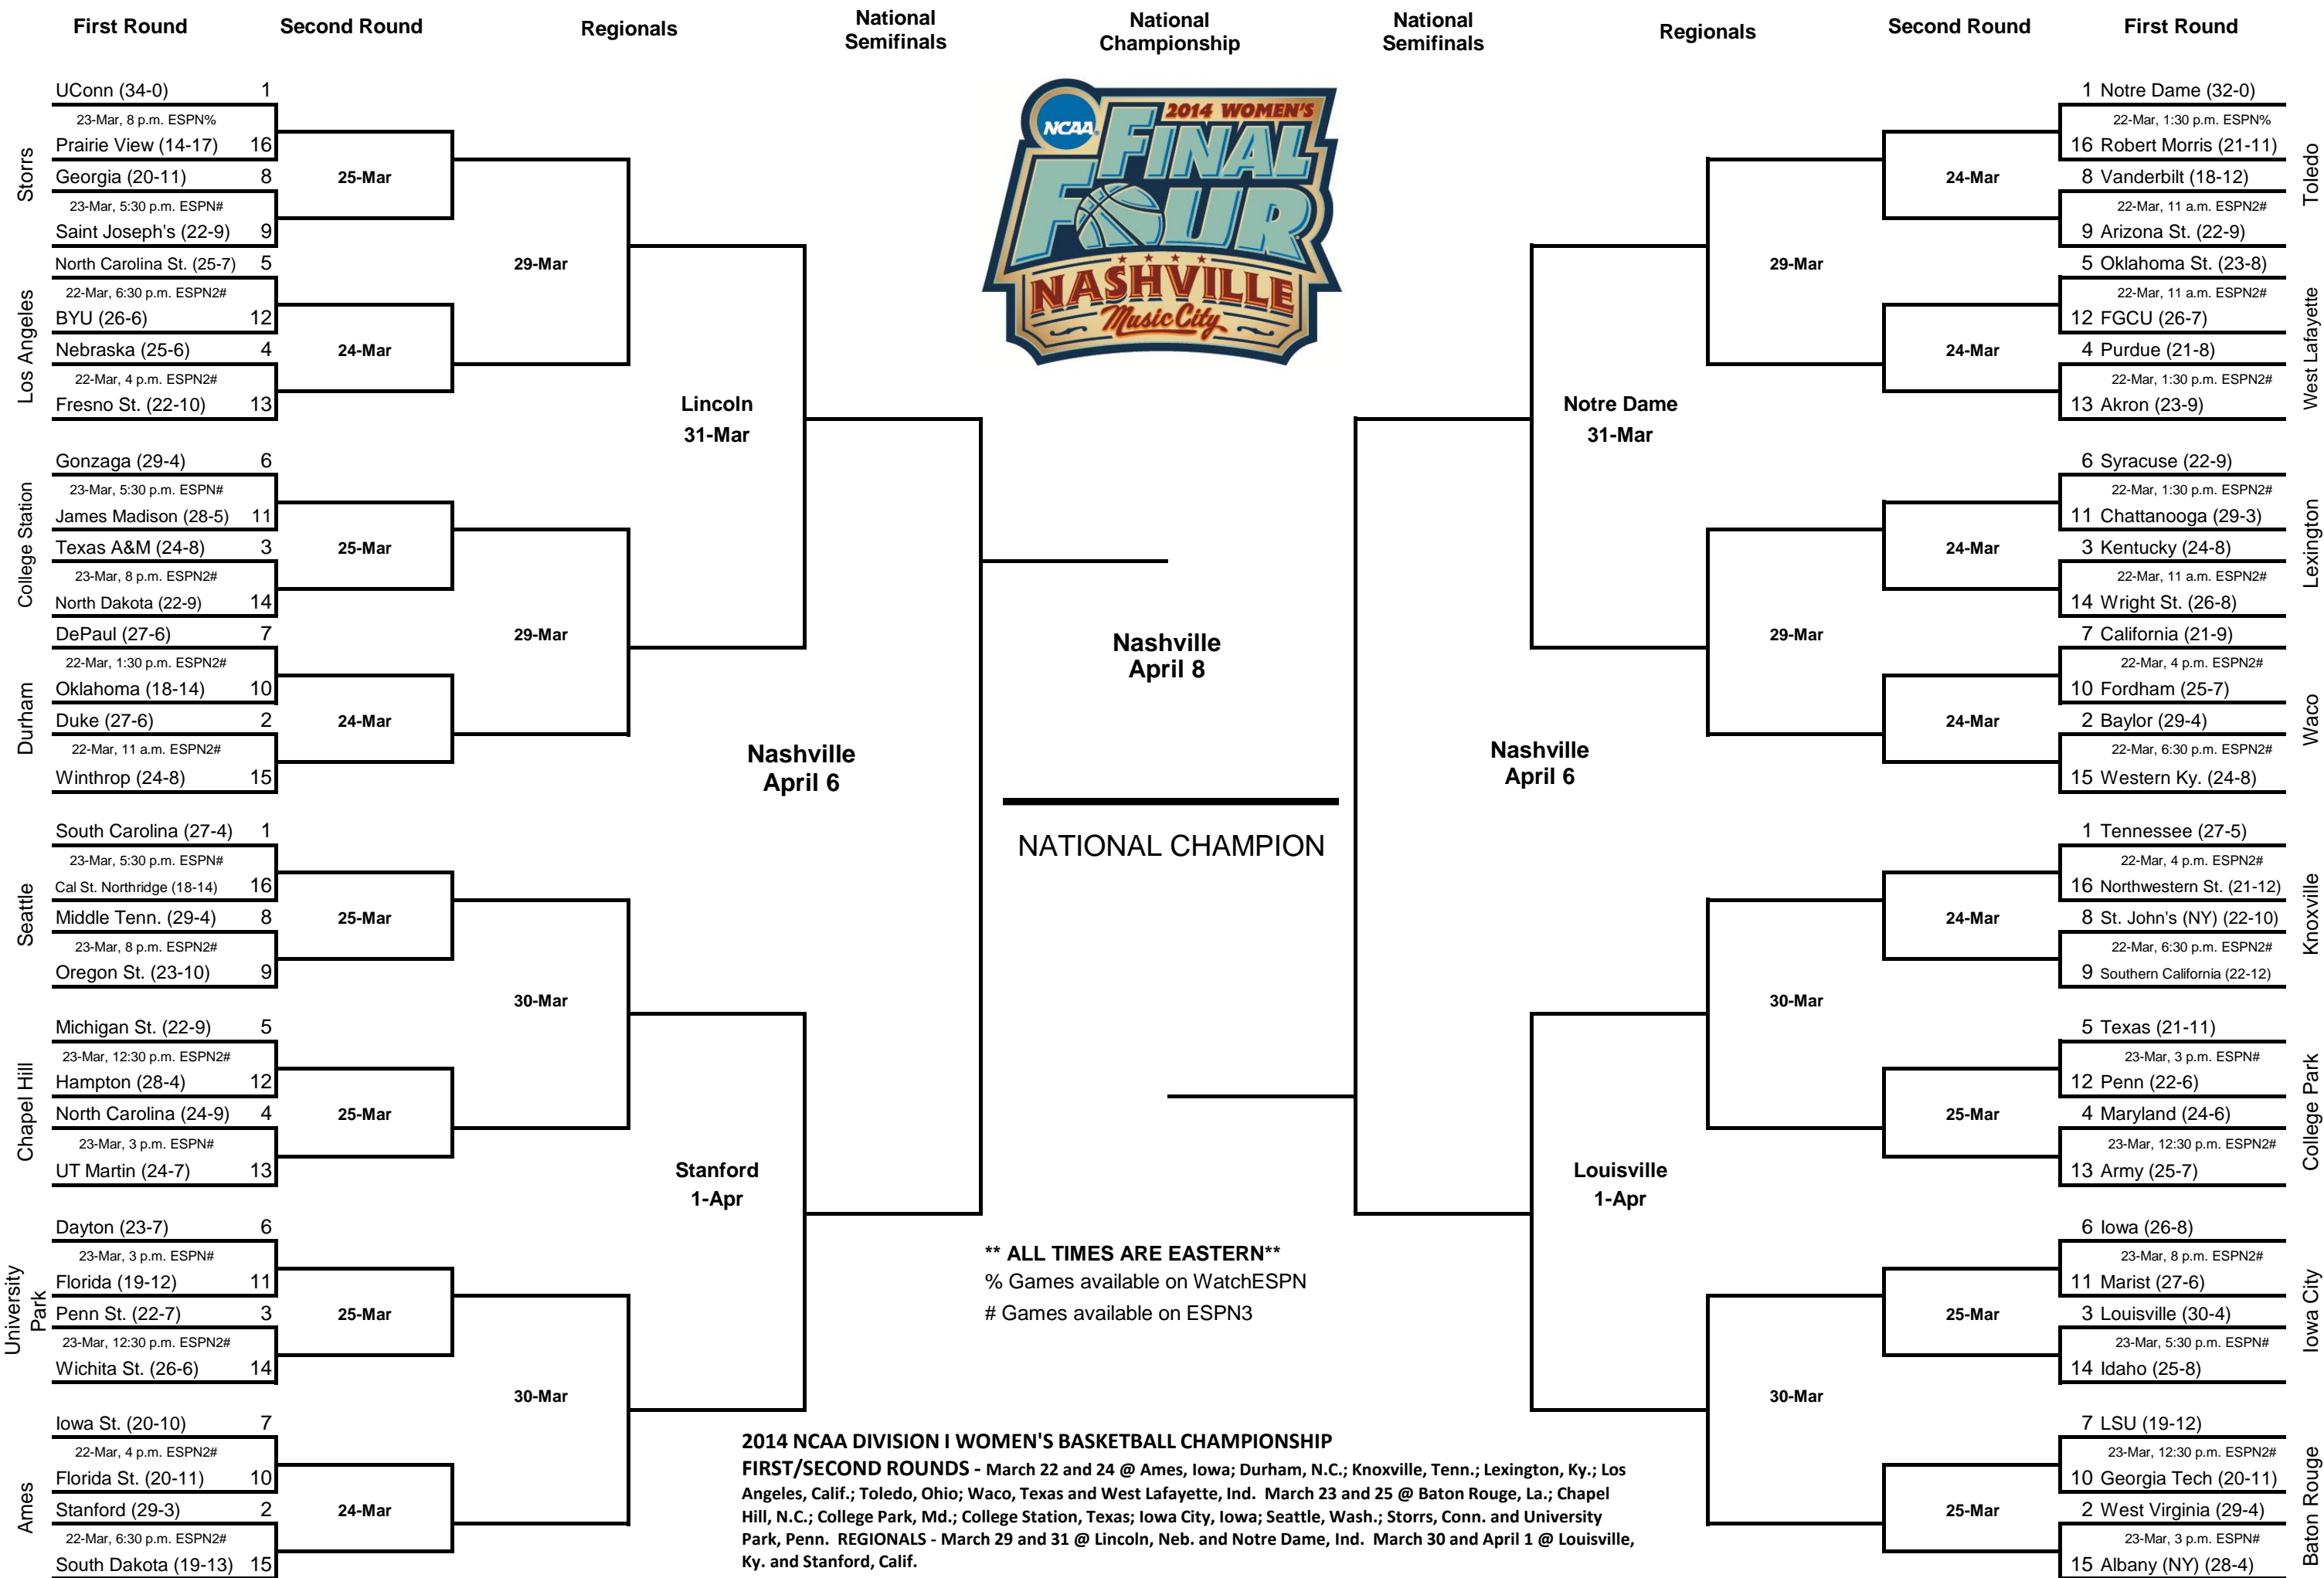 First Round
Second Round
Regionals
National
Semifinals
National
Championship
National
Semifinals
Regionals
Second Round
First Round
NCAA
2014 WOMEN'S
FINAL
FOUR
NASHVILLE
Music City
Storrs
UConn (34-0) 1
23-Mar, 8 p.m. ESPN%
Prairie View (14-17) 16
Georgia (20-11) 8
23-Mar, 5:30 p.m. ESPN#
Saint Joseph's (22-9) 9
25-Mar
Los Angeles
North Carolina St. (25-7) 5
22-Mar, 6:30 p.m. ESPN2#
BYU (26-6) 12
Nebraska (25-6) 4
22-Mar, 4 p.m. ESPN2#
Fresno St. (22-10) 13
24-Mar
29-Mar
College Station
Gonzaga (29-4) 6
23-Mar, 5:30 p.m. ESPN#
James Madison (28-5) 11
Texas A&M (24-8) 3
23-Mar, 8 p.m. ESPN2#
North Dakota (22-9) 14
25-Mar
Durham
DePaul (27-6) 7
22-Mar, 1:30 p.m. ESPN2#
Oklahoma (18-14) 10
Duke (27-6) 2
22-Mar, 11 a.m. ESPN2#
Winthrop (24-8) 15
24-Mar
29-Mar
Lincoln
31-Mar
Seattle
South Carolina (27-4) 1
23-Mar, 5:30 p.m. ESPN#
Cal St. Northridge (18-14) 16
Middle Tenn. (29-4) 8
23-Mar, 8 p.m. ESPN2#
Oregon St. (23-10) 9
25-Mar
Chapel Hill
Michigan St. (22-9) 5
23-Mar, 12:30 p.m. ESPN2#
Hampton (28-4) 12
North Carolina (24-9) 4
23-Mar, 3 p.m. ESPN#
UT Martin (24-7) 13
25-Mar
30-Mar
University
Park
Dayton (23-7) 6
23-Mar, 3 p.m. ESPN#
Florida (19-12) 11
Penn St. (22-7) 3
23-Mar, 12:30 p.m. ESPN2#
Wichita St. (26-6) 14
25-Mar
Ames
Iowa St. (20-10) 7
22-Mar, 4 p.m. ESPN2#
Florida St. (20-11) 10
Stanford (29-3) 2
22-Mar, 6:30 p.m. ESPN2#
South Dakota (19-13) 15
24-Mar
30-Mar
Stanford
1-Apr
Nashville
April 6
Nashville
April 8
NATIONAL CHAMPION
Nashville
April 6
Toledo
1 Notre Dame (32-0)
22-Mar, 1:30 p.m. ESPN%
16 Robert Morris (21-11)
8 Vanderbilt (18-12)
22-Mar, 11 a.m. ESPN2#
9 Arizona St. (22-9)
24-Mar
West Lafayette
5 Oklahoma St. (23-8)
22-Mar, 11 a.m. ESPN2#
12 FGCU (26-7)
4 Purdue (21-8)
22-Mar, 1:30 p.m. ESPN2#
13 Akron (23-9)
24-Mar
29-Mar
Lexington
6 Syracuse (22-9)
22-Mar, 1:30 p.m. ESPN2#
11 Chattanooga (29-3)
3 Kentucky (24-8)
22-Mar, 11 a.m. ESPN2#
14 Wright St. (26-8)
24-Mar
Waco
7 California (21-9)
22-Mar, 4 p.m. ESPN2#
10 Fordham (25-7)
2 Baylor (29-4)
22-Mar, 6:30 p.m. ESPN2#
15 Western Ky. (24-8)
24-Mar
29-Mar
Notre Dame
31-Mar
Knoxville
1 Tennessee (27-5)
22-Mar, 4 p.m. ESPN2#
16 Northwestern St. (21-12)
8 St. John's (NY) (22-10)
22-Mar, 6:30 p.m. ESPN2#
9 Southern California (22-12)
24-Mar
College Park
5 Texas (21-11)
23-Mar, 3 p.m. ESPN#
12 Penn (22-6)
4 Maryland (24-6)
23-Mar, 12:30 p.m. ESPN2#
13 Army (25-7)
25-Mar
30-Mar
Iowa City
6 Iowa (26-8)
23-Mar, 8 p.m. ESPN2#
11 Marist (27-6)
3 Louisville (30-4)
23-Mar, 5:30 p.m. ESPN#
14 Idaho (25-8)
25-Mar
Baton Rouge
7 LSU (19-12)
23-Mar, 12:30 p.m. ESPN2#
10 Georgia Tech (20-11)
2 West Virginia (29-4)
23-Mar, 3 p.m. ESPN#
15 Albany (NY) (28-4)
25-Mar
30-Mar
Louisville
1-Apr
** ALL TIMES ARE EASTERN**
% Games available on WatchESPN
# Games available on ESPN3
2014 NCAA DIVISION I WOMEN'S BASKETBALL CHAMPIONSHIP
FIRST/SECOND ROUNDS - March 22 and 24 @ Ames, Iowa; Durham, N.C.; Knoxville, Tenn.; Lexington, Ky.; Los
Angeles, Calif.; Toledo, Ohio; Waco, Texas and West Lafayette, Ind. March 23 and 25 @ Baton Rouge, La.; Chapel
Hill, N.C.; College Park, Md.; College Station, Texas; Iowa City, Iowa; Seattle, Wash.; Storrs, Conn. and University
Park, Penn. REGIONALS - March 29 and 31 @ Lincoln, Neb. and Notre Dame, Ind. March 30 and April 1 @ Louisville,
Ky. and Stanford, Calif.